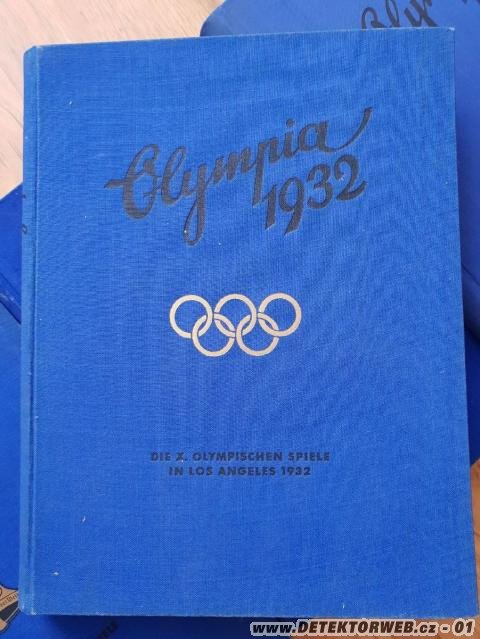 Olympia
1932
DIE X. OLYMPISCHEN SPIELE
IN LOS ANGELES 1932
www.DETEKTORWEB.cz - 01